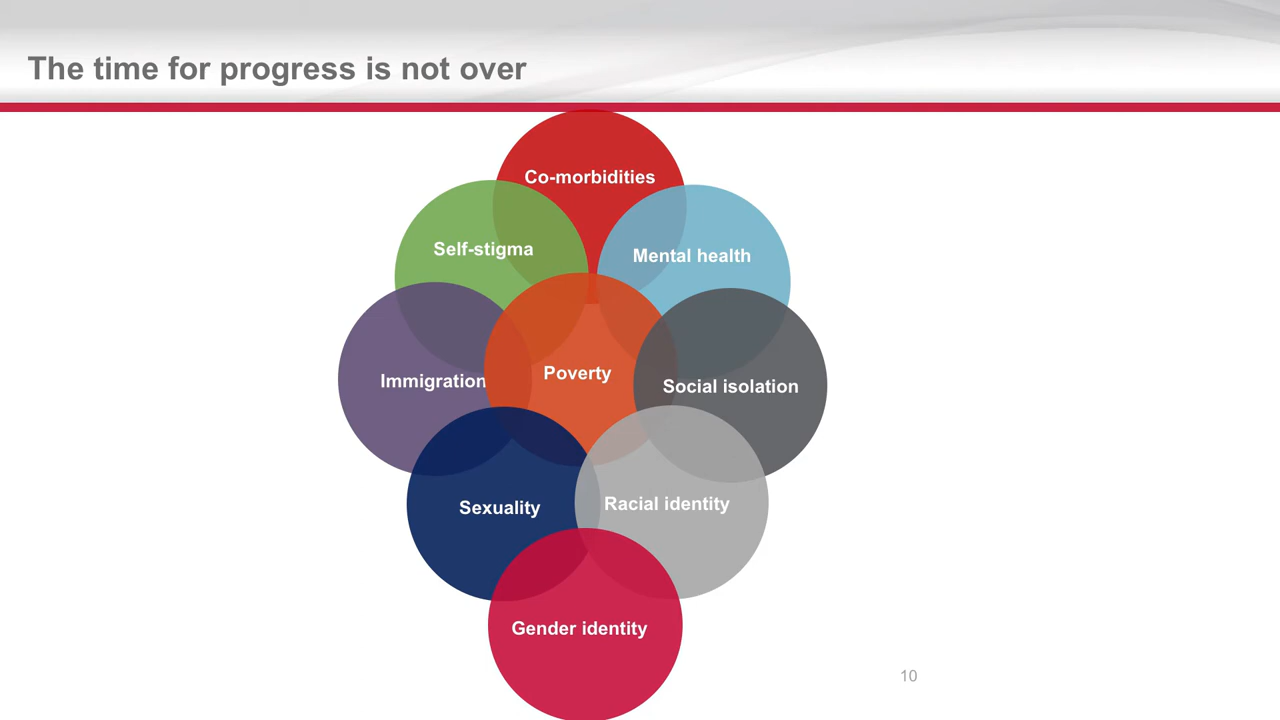 The time for progress is not over
Co-morbidities
Self-stigma
Mental health
Immigration
Poverty
Social isolation
Sexuality
Racial identity
Gender identity
10